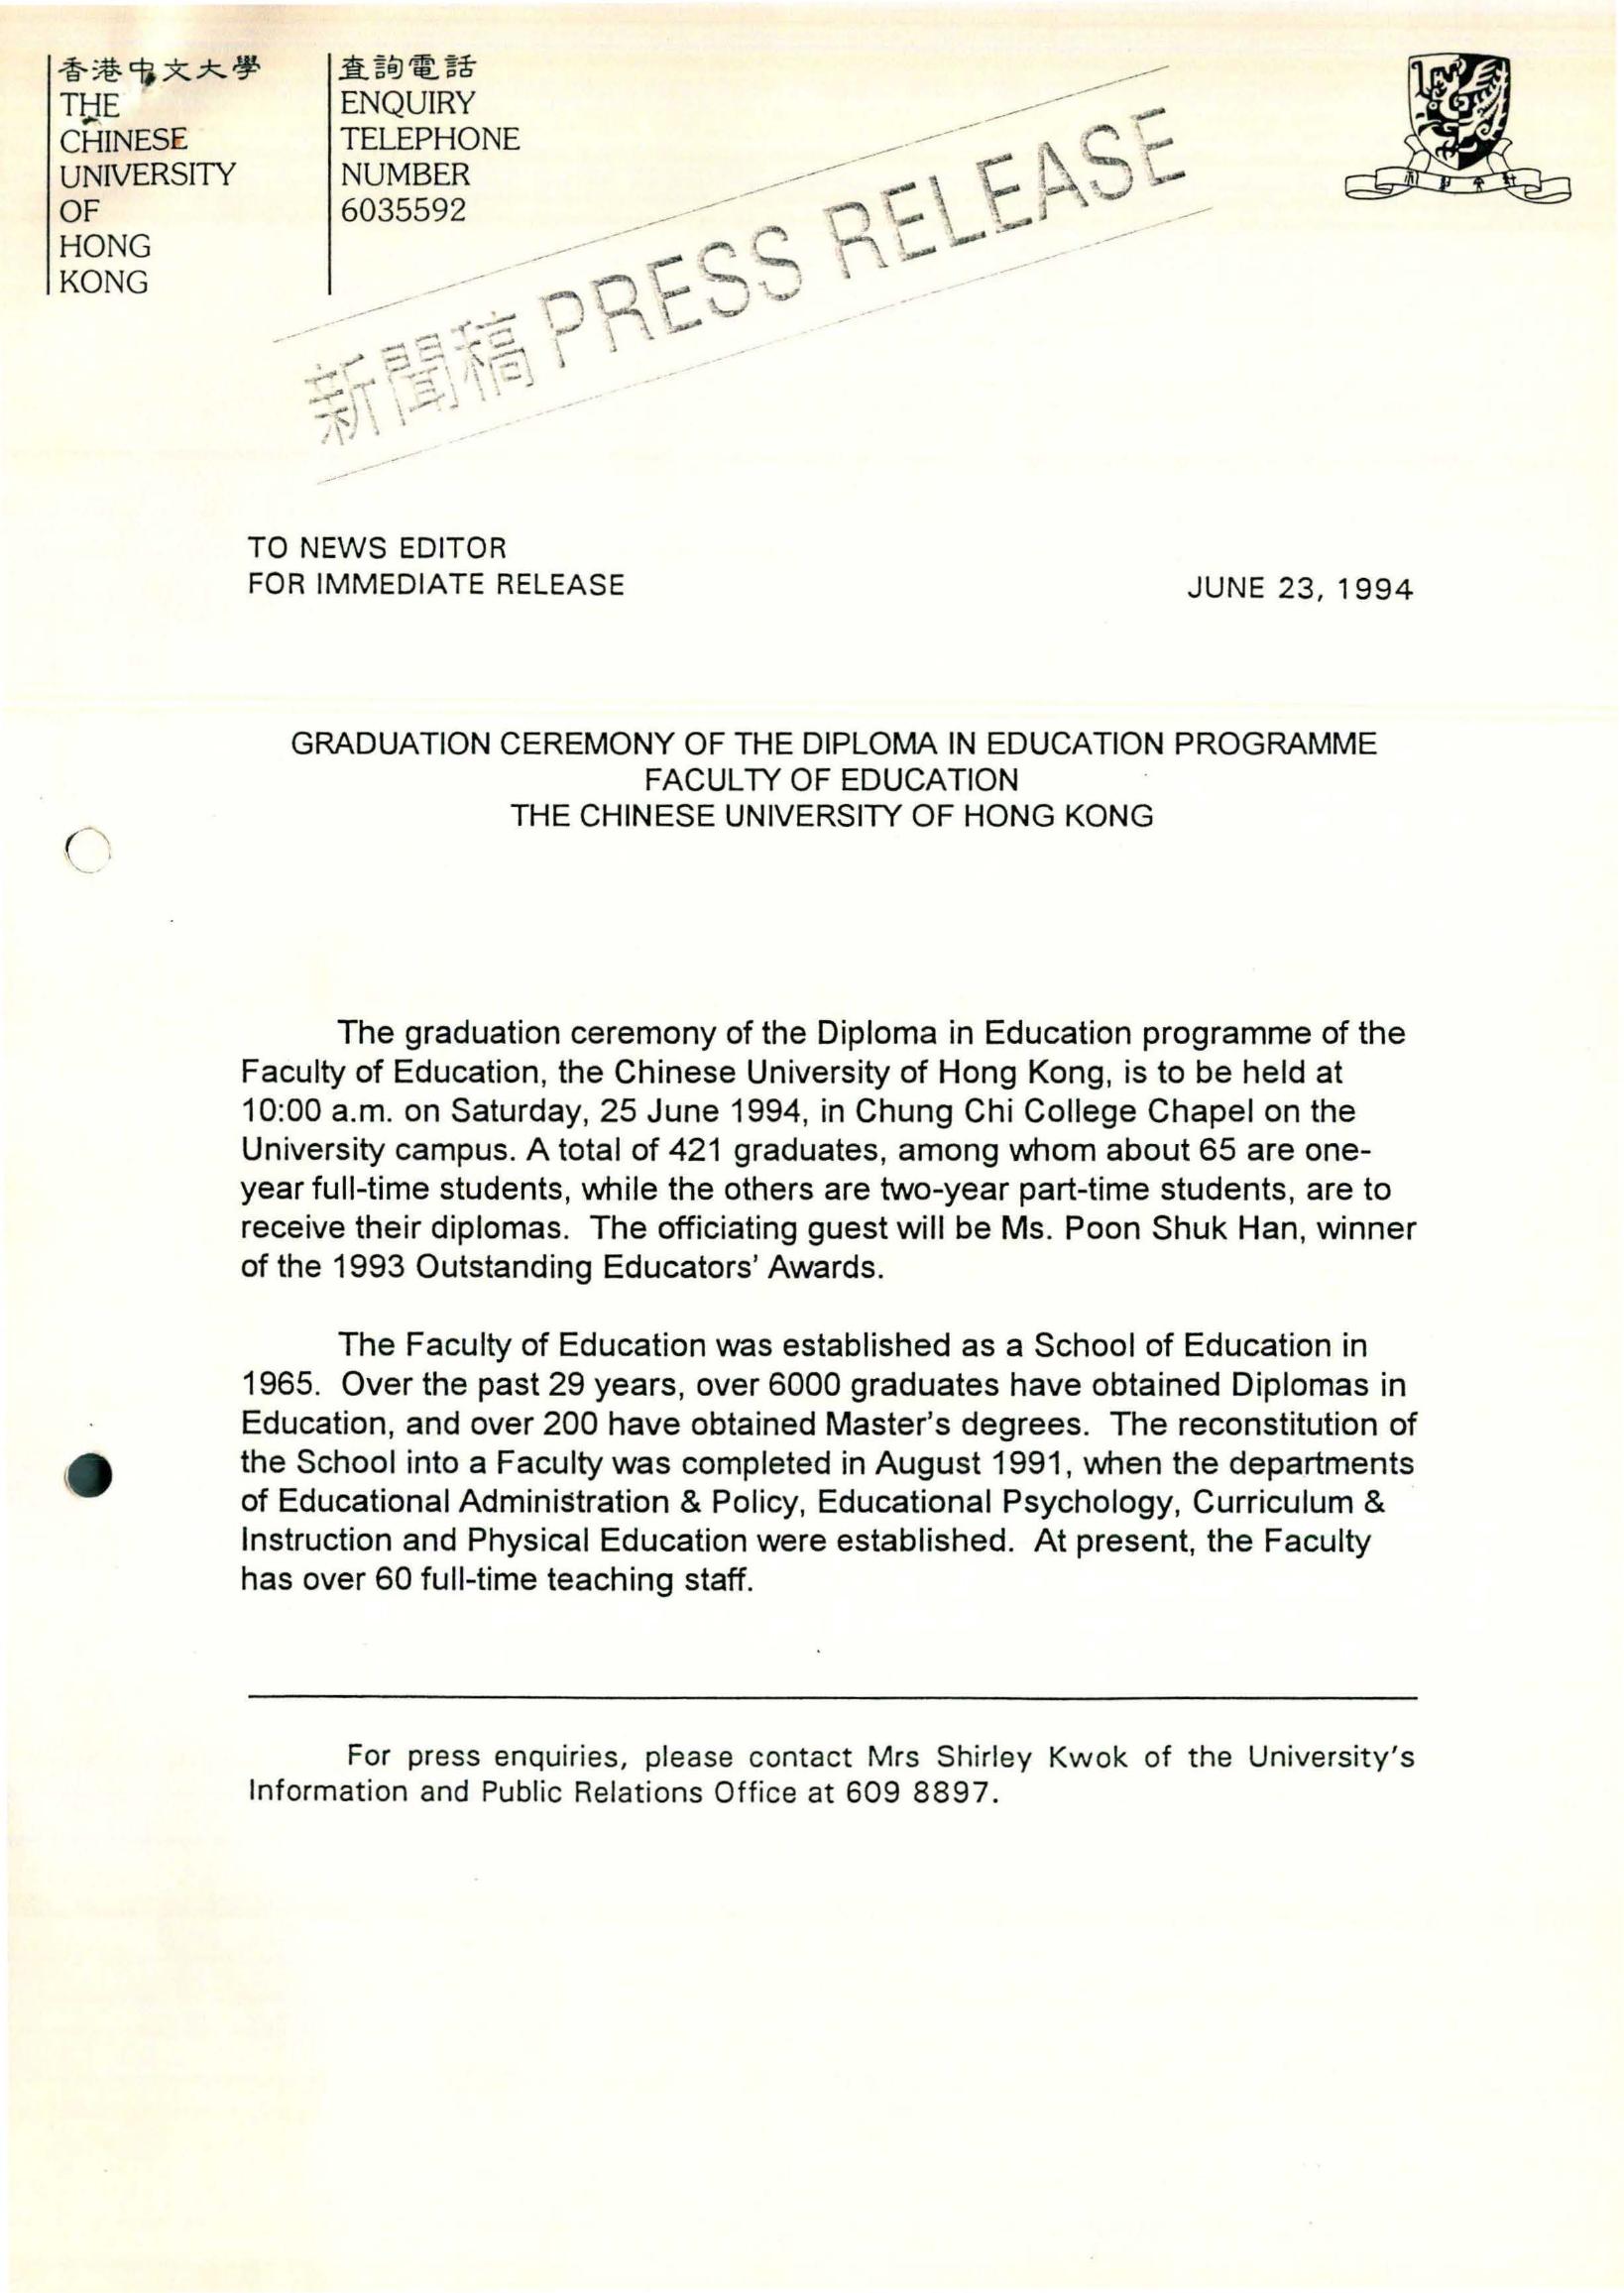 香港中文大學
THE
CHINESE
UNIVERSITY
OF
HONG
KONG
查詢電話
ENQUIRY
TELEPHONE
NUMBER
6035592
新聞稿 PRESS RELEASE
TO NEWS EDITOR
FOR IMMEDIATE RELEASE
JUNE 23, 1994
GRADUATION CEREMONY OF THE DIPLOMA IN EDUCATION PROGRAMME
FACULTY OF EDUCATION
THE CHINESE UNIVERSITY OF HONG KONG
The graduation ceremony of the Diploma in Education programme of the
Faculty of Education, the Chinese University of Hong Kong, is to be held at
10:00 a.m. on Saturday, 25 June 1994, in Chung Chi College Chapel on the
University campus. A total of 421 graduates, among whom about 65 are one-
year full-time students, while the others are two-year part-time students, are to
receive their diplomas. The officiating guest will be Ms. Poon Shuk Han, winner
of the 1993 Outstanding Educators' Awards.
The Faculty of Education was established as a School of Education in
1965. Over the past 29 years, over 6000 graduates have obtained Diplomas in
Education, and over 200 have obtained Master's degrees. The reconstitution of
the School into a Faculty was completed in August 1991, when the departments
of Educational Administration & Policy, Educational Psychology, Curriculum &
Instruction and Physical Education were established. At present, the Faculty
has over 60 full-time teaching staff.
For press enquiries, please contact Mrs Shirley Kwok of the University's
Information and Public Relations Office at 609 8897.